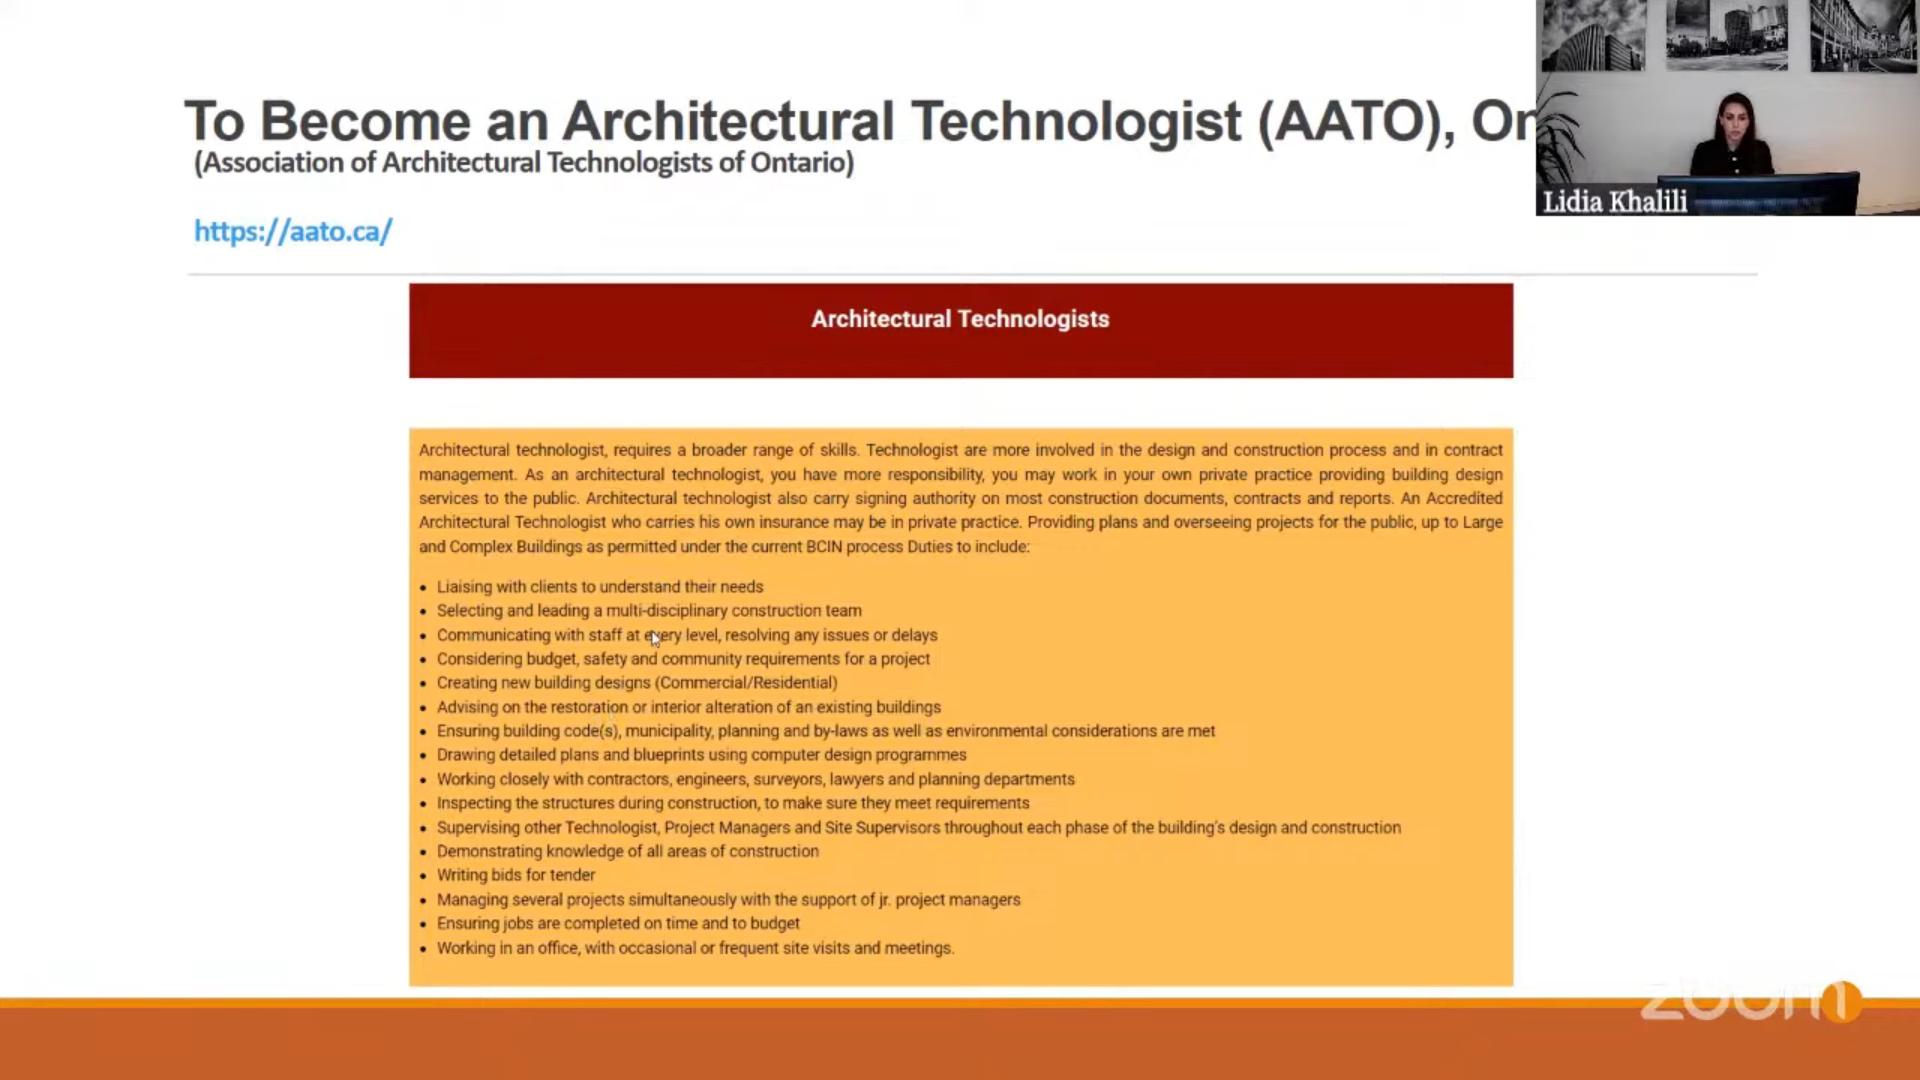 To Become an Architectural Technologist (AATO), On
(Association of Architectural Technologists of Ontario)
https://aato.ca/
Lidia Khalili
Architectural Technologists
Architectural technologist, requires a broader range of skills. Technologist are more involved in the design and construction process and in contract
management. As an architectural technologist, you have more responsibility, you may work in your own private practice providing building design
services to the public. Architectural technologist also carry signing authority on most construction documents, contracts and reports. An Accredited
Architectural Technologist who carries his own insurance may be in private practice. Providing plans and overseeing projects for the public, up to Large
and Complex Buildings as permitted under the current BCIN process Duties to include:
• Liaising with clients to understand their needs
• Selecting and leading a multi-disciplinary construction team
• Communicating with staff at every level, resolving any issues or delays
• Considering budget, safety and community requirements for a project
• Creating new building designs (Commercial/Residential)
• Advising on the restoration or interior alteration of an existing buildings
• Ensuring building code(s), municipality, planning and by-laws as well as environmental considerations are met
• Drawing detailed plans and blueprints using computer design programmes
• Working closely with contractors, engineers, surveyors, lawyers and planning departments
• Inspecting the structures during construction, to make sure they meet requirements
• Supervising other Technologist, Project Managers and Site Supervisors throughout each phase of the building's design and construction
• Demonstrating knowledge of all areas of construction
• Writing bids for tender
• Managing several projects simultaneously with the support of jr. project managers
• Ensuring jobs are completed on time and to budget
• Working in an office, with occasional or frequent site visits and meetings.
zoom